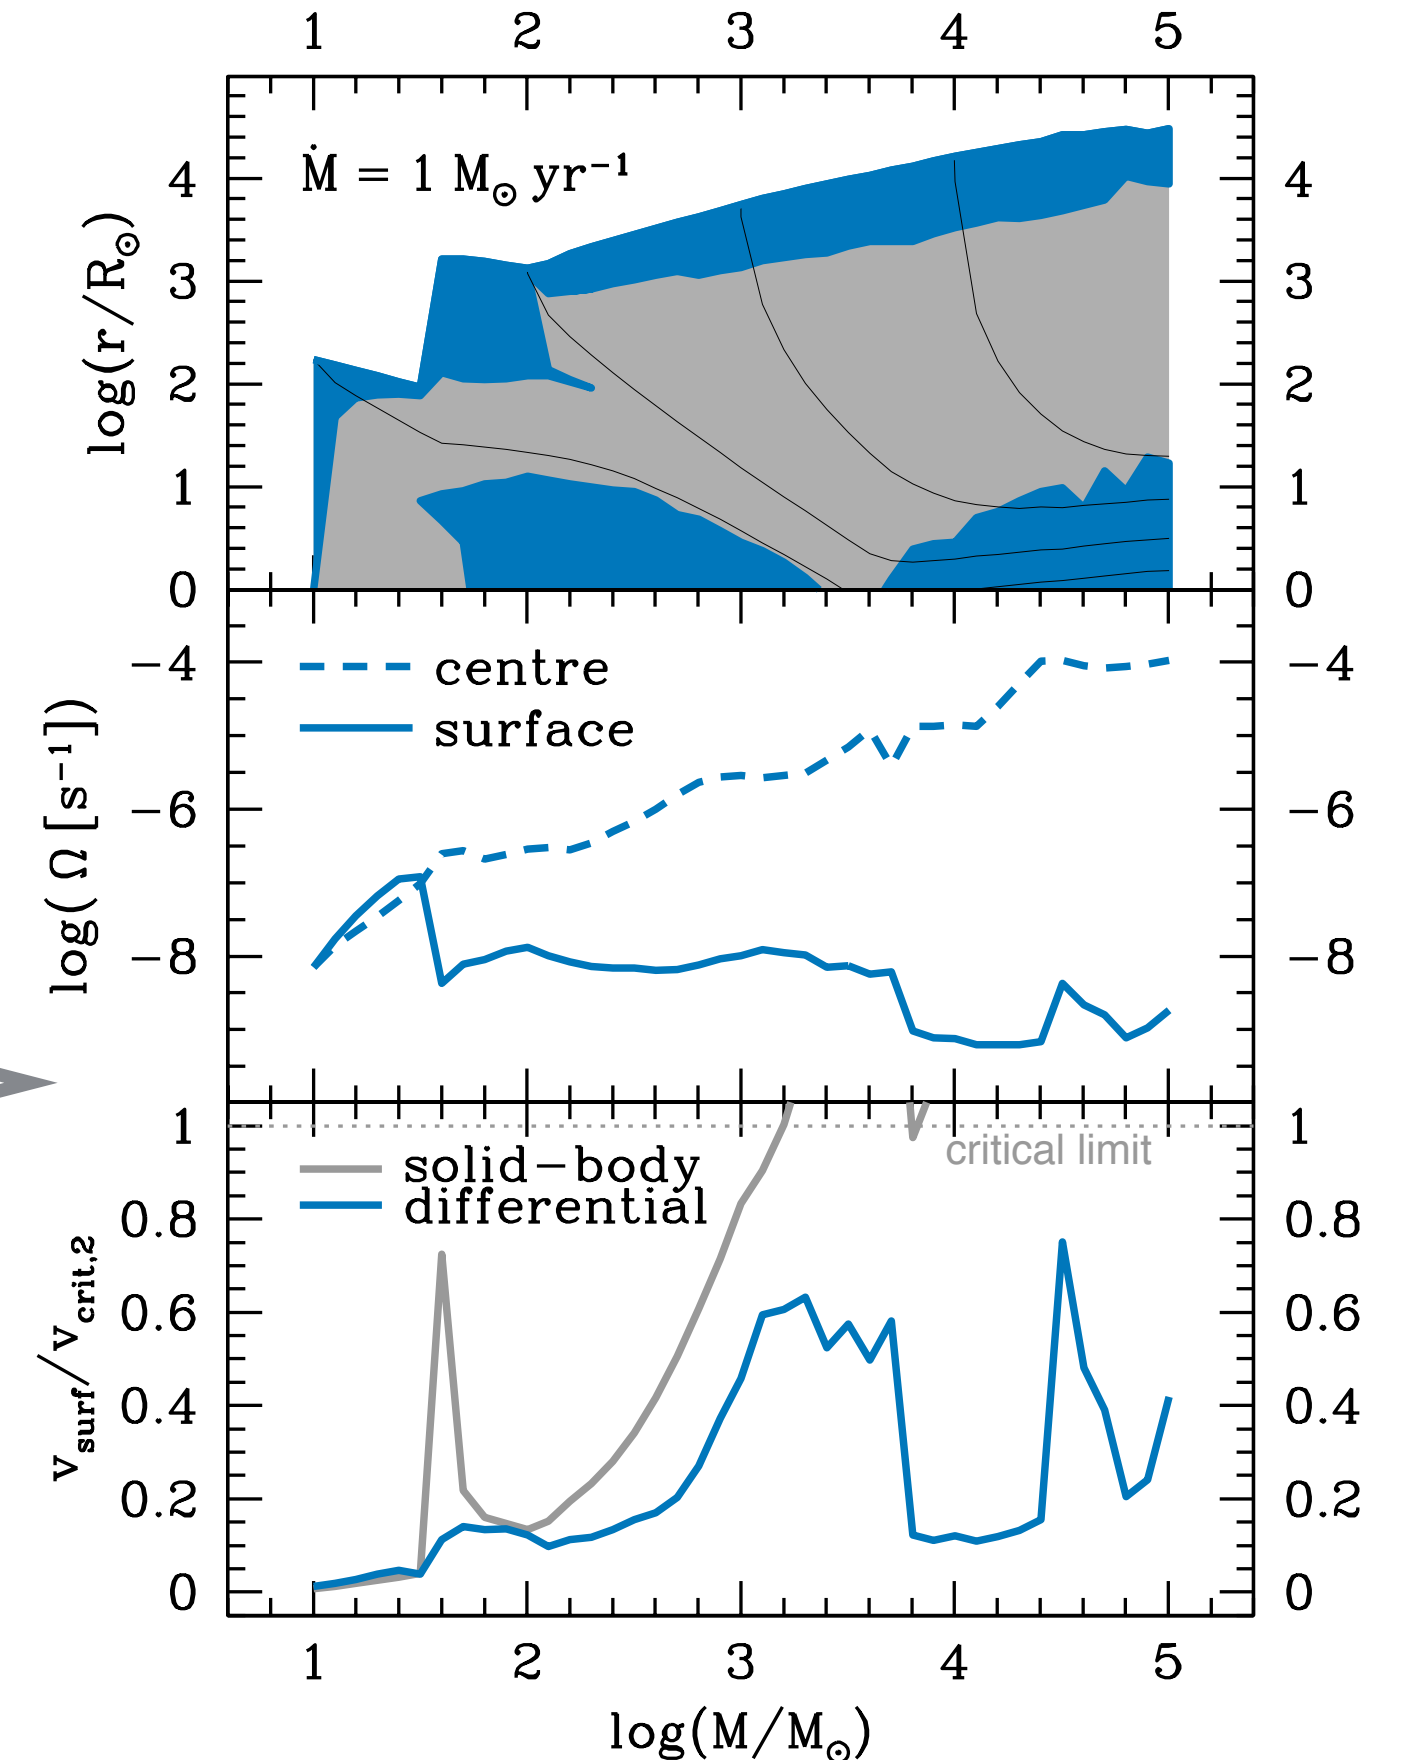 1 2 3 4 5
Ṁ = 1 M⊙ yr⁻¹
log(r/R⊙)
4 4
3 3
2 2
1 1
0 0
log( Ω [s⁻¹])
−4 centre −4
surface
−6 −6
−8 −8
v_surf/v_crit,2
1 1
critical limit
solid−body
differential
0.8 0.8
0.6 0.6
0.4 0.4
0.2 0.2
0 0
1 2 3 4 5
log(M/M⊙)